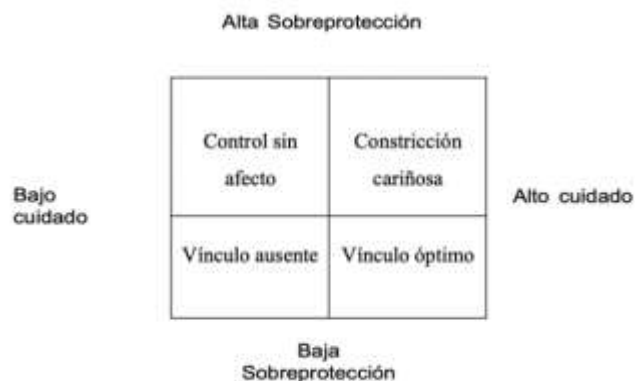 Alta Sobreprotección
Control sin
afecto
Constricción
cariñosa
Bajo
cuidado
Alto cuidado
Vínculo ausente
Vínculo óptimo
Baja
Sobreprotección